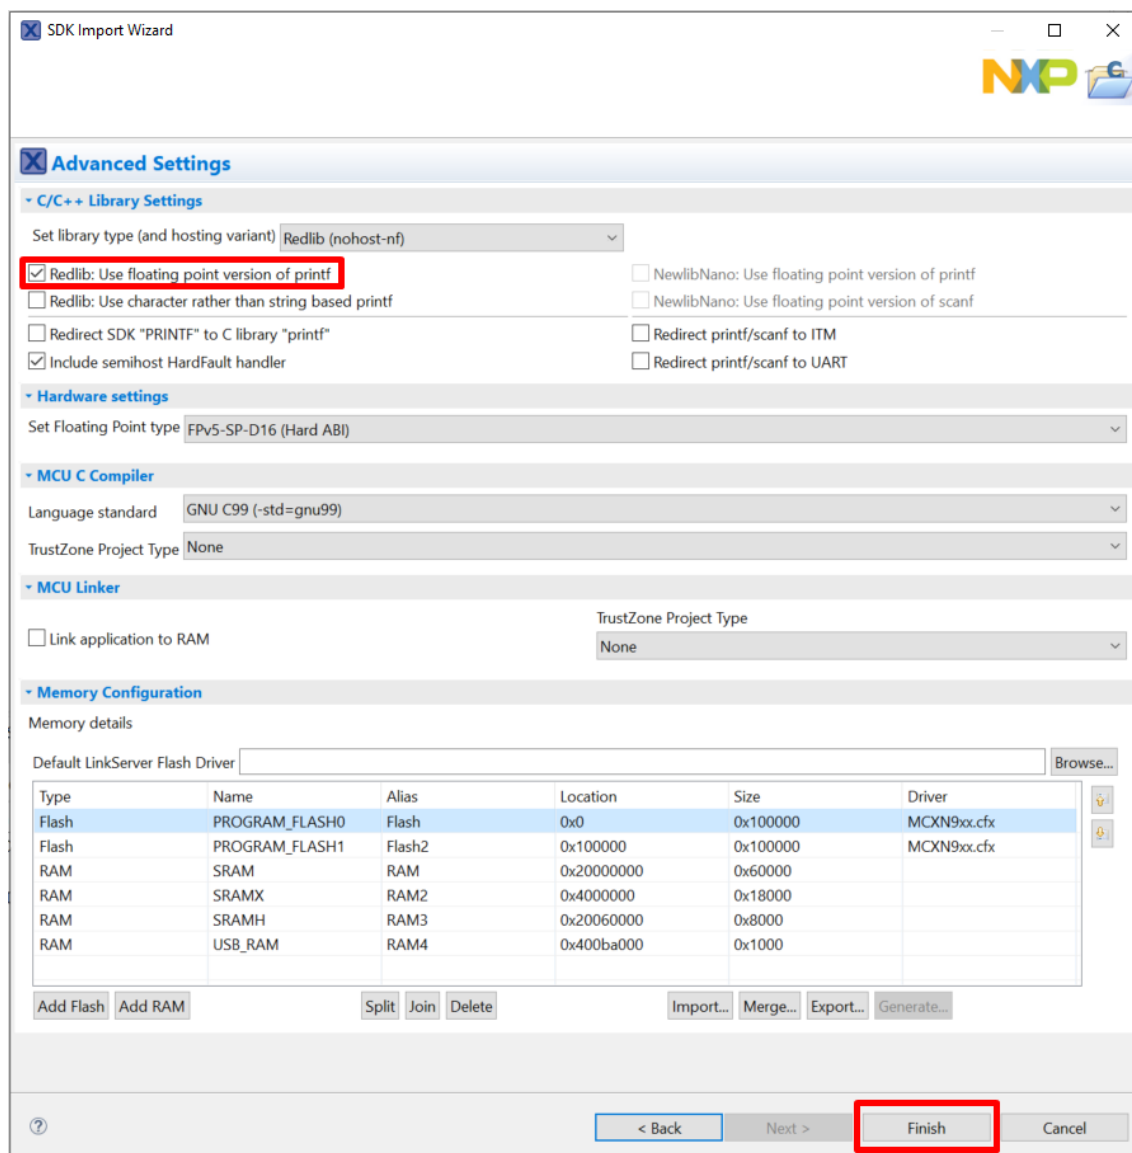 SDK Import Wizard
NXP
Advanced Settings
C/C++ Library Settings
Set library type (and hosting variant) Redlib (nohost-nf)
Redlib: Use floating point version of printf NewlibNano: Use floating point version of printf
Redlib: Use character rather than string based printf NewlibNano: Use floating point version of scanf
Redirect SDK "PRINTF" to C library "printf" Redirect printf/scanf to ITM
Include semihost HardFault handler Redirect printf/scanf to UART
Hardware settings
Set Floating Point type FPv5-SP-D16 (Hard ABI)
MCU C Compiler
Language standard GNU C99 (-std=gnu99)
TrustZone Project Type None
MCU Linker
TrustZone Project Type
Link application to RAM None
Memory Configuration
Memory details
Default LinkServer Flash Driver Browse...
Type Name Alias Location Size Driver
Flash PROGRAM_FLASH0 Flash 0x0 0x100000 MCXN9xx.cfx
Flash PROGRAM_FLASH1 Flash2 0x100000 0x100000 MCXN9xx.cfx
RAM SRAM RAM 0x20000000 0x60000
RAM SRAMX RAM2 0x4000000 0x18000
RAM SRAMH RAM3 0x20060000 0x8000
RAM USB_RAM RAM4 0x400ba000 0x1000
Add Flash Add RAM Split Join Delete Import... Merge... Export... Generate...
< Back Next > Finish Cancel